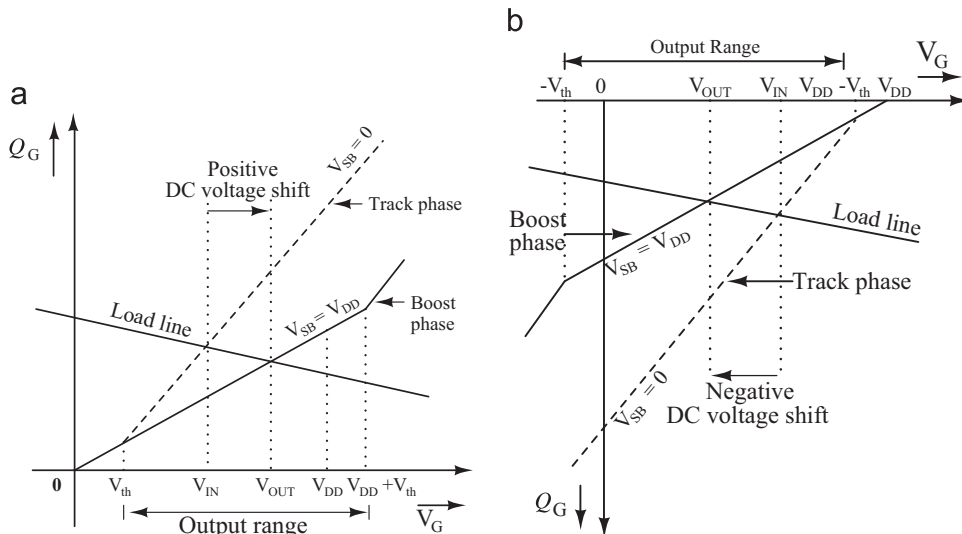 a
Q_G
V_SB = 0
Positive
DC voltage shift
Track phase
Load line
V_SB = V_DD
Boost
phase
0
V_th
V_IN
V_OUT
V_DD
V_DD +V_th
V_G
Output range
b
Output Range
V_G
-V_th
0
V_OUT
V_IN
V_DD
-V_th
V_DD
Load line
Boost
phase
V_SB = V_DD
Track phase
V_SB = 0
Negative
DC voltage shift
Q_G